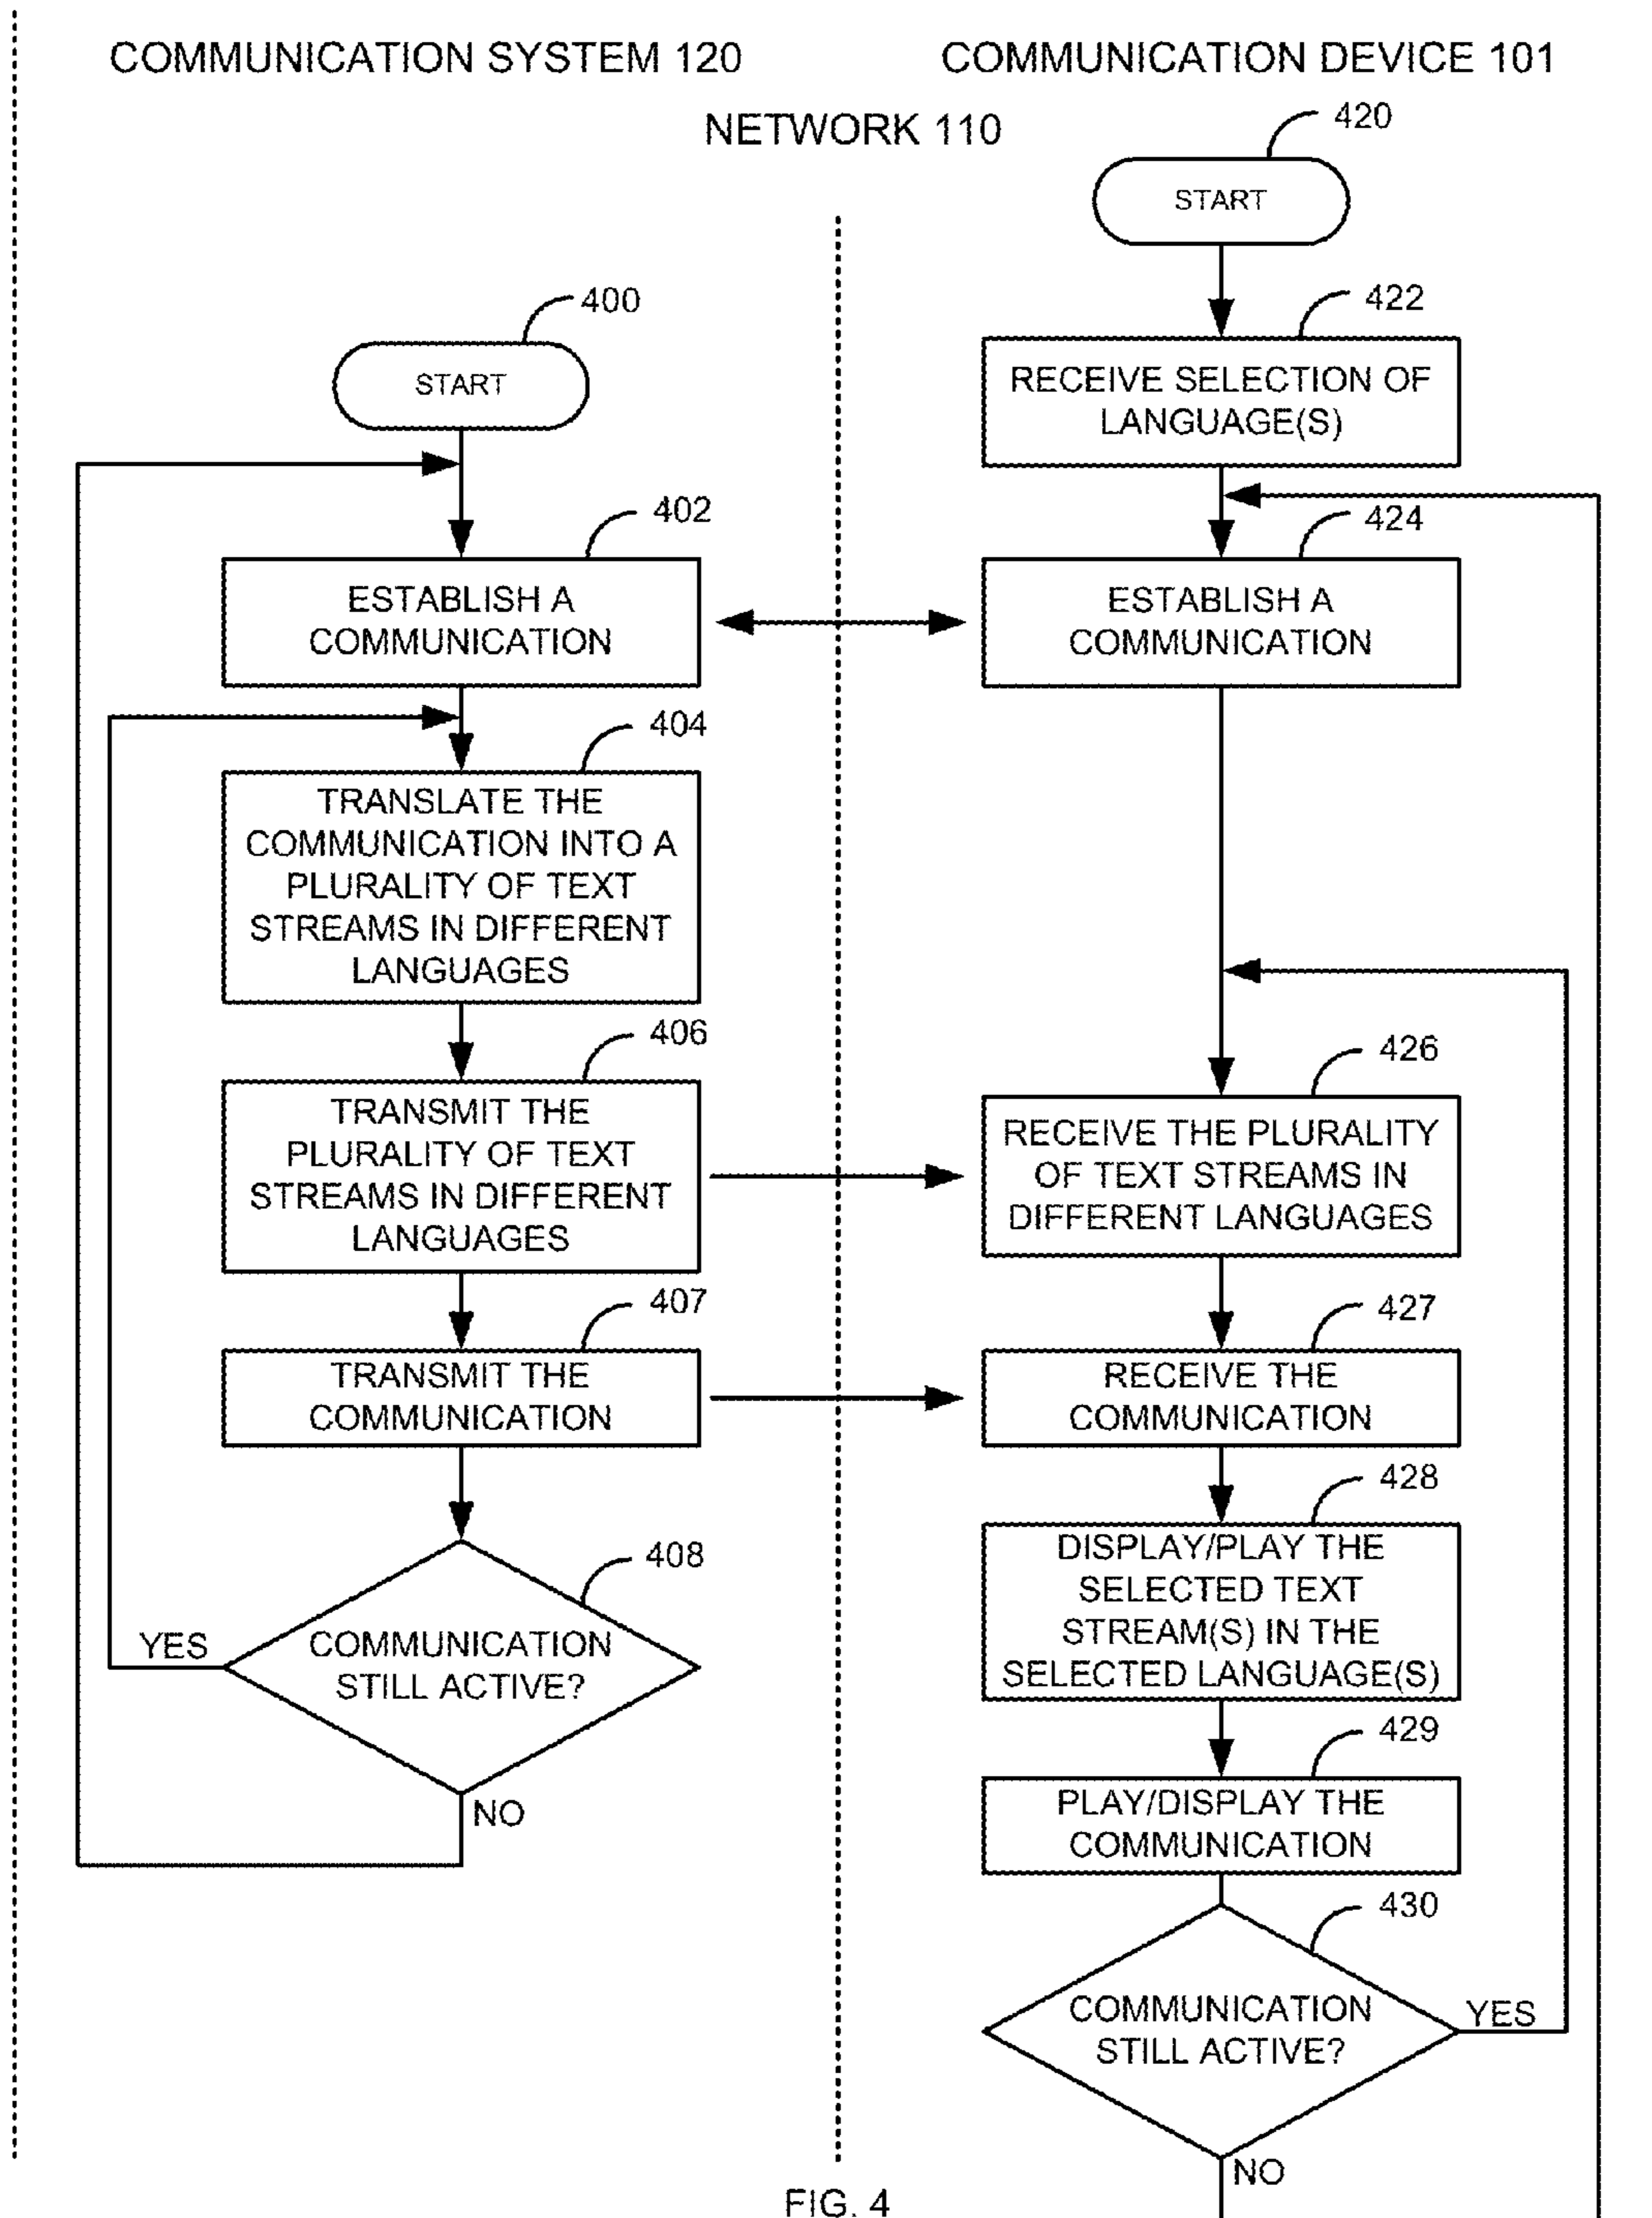 COMMUNICATION SYSTEM 120
COMMUNICATION DEVICE 101
NETWORK 110
400
START
402
ESTABLISH A
COMMUNICATION
404
TRANSLATE THE
COMMUNICATION INTO A
PLURALITY OF TEXT
STREAMS IN DIFFERENT
LANGUAGES
406
TRANSMIT THE
PLURALITY OF TEXT
STREAMS IN DIFFERENT
LANGUAGES
407
TRANSMIT THE
COMMUNICATION
408
COMMUNICATION
STILL ACTIVE?
YES
NO
420
START
422
RECEIVE SELECTION OF
LANGUAGE(S)
424
ESTABLISH A
COMMUNICATION
426
RECEIVE THE PLURALITY
OF TEXT STREAMS IN
DIFFERENT LANGUAGES
427
RECEIVE THE
COMMUNICATION
428
DISPLAY/PLAY THE
SELECTED TEXT
STREAM(S) IN THE
SELECTED LANGUAGE(S)
429
PLAY/DISPLAY THE
COMMUNICATION
430
COMMUNICATION
STILL ACTIVE?
YES
NO
FIG. 4